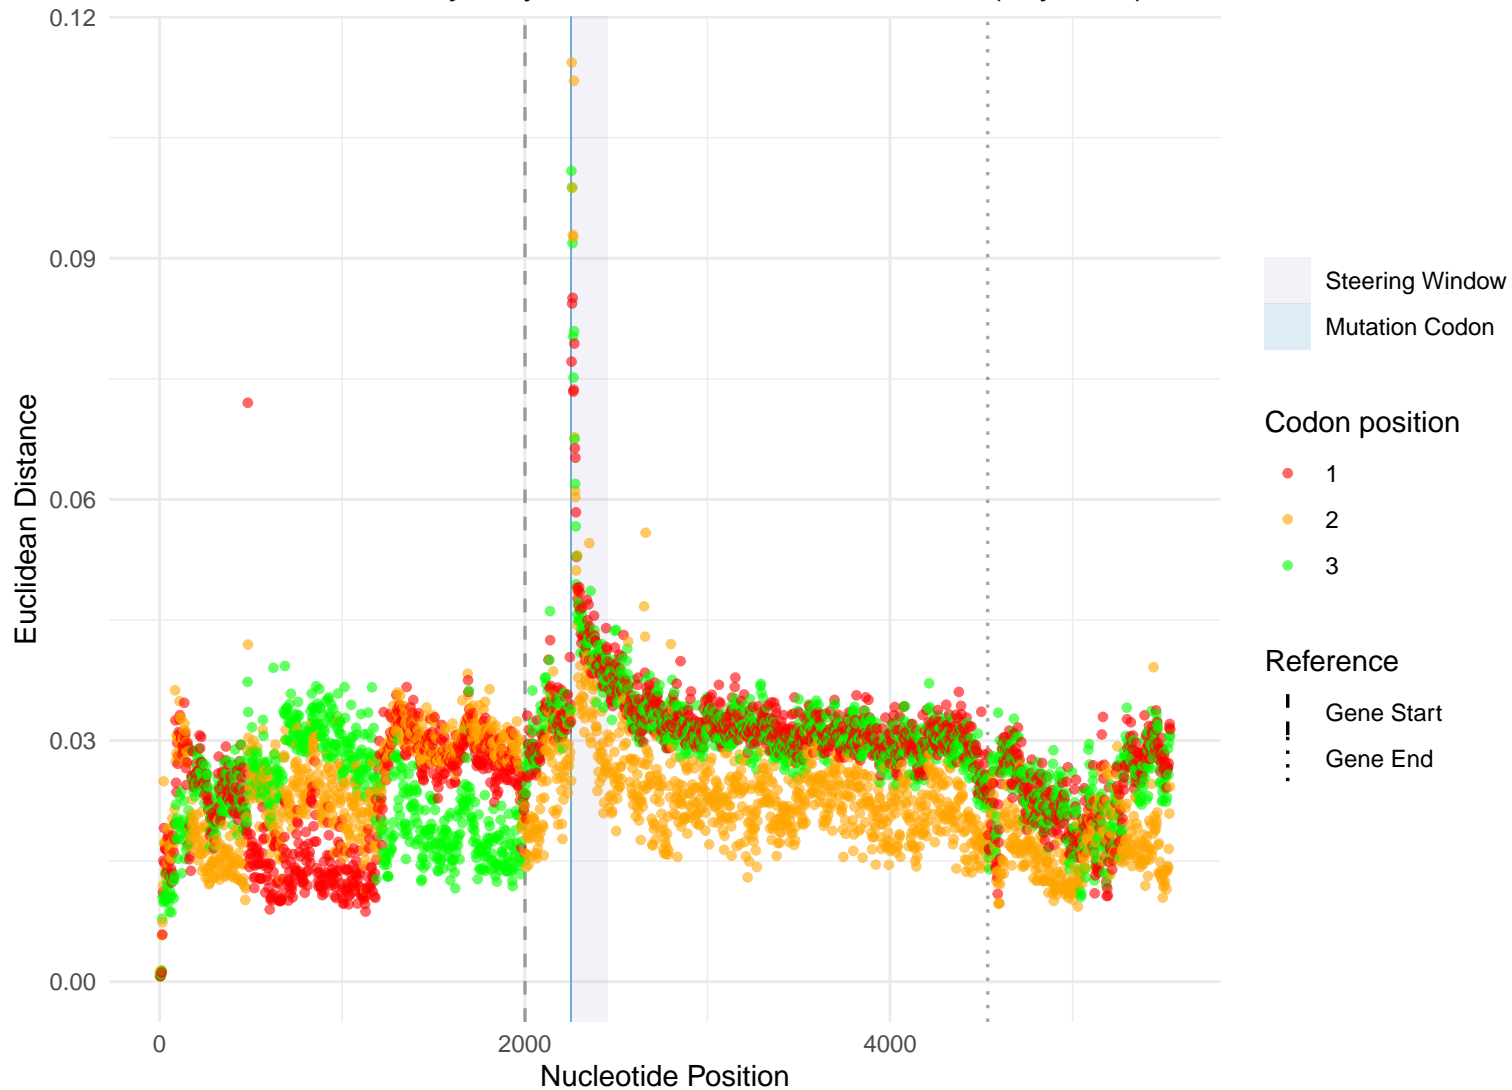 0.12
0.09
0.06
0.03
0.00
0
2000
4000
Euclidean Distance
Nucleotide Position
Steering Window
Mutation Codon
Codon position
1
2
3
Reference
Gene Start
Gene End